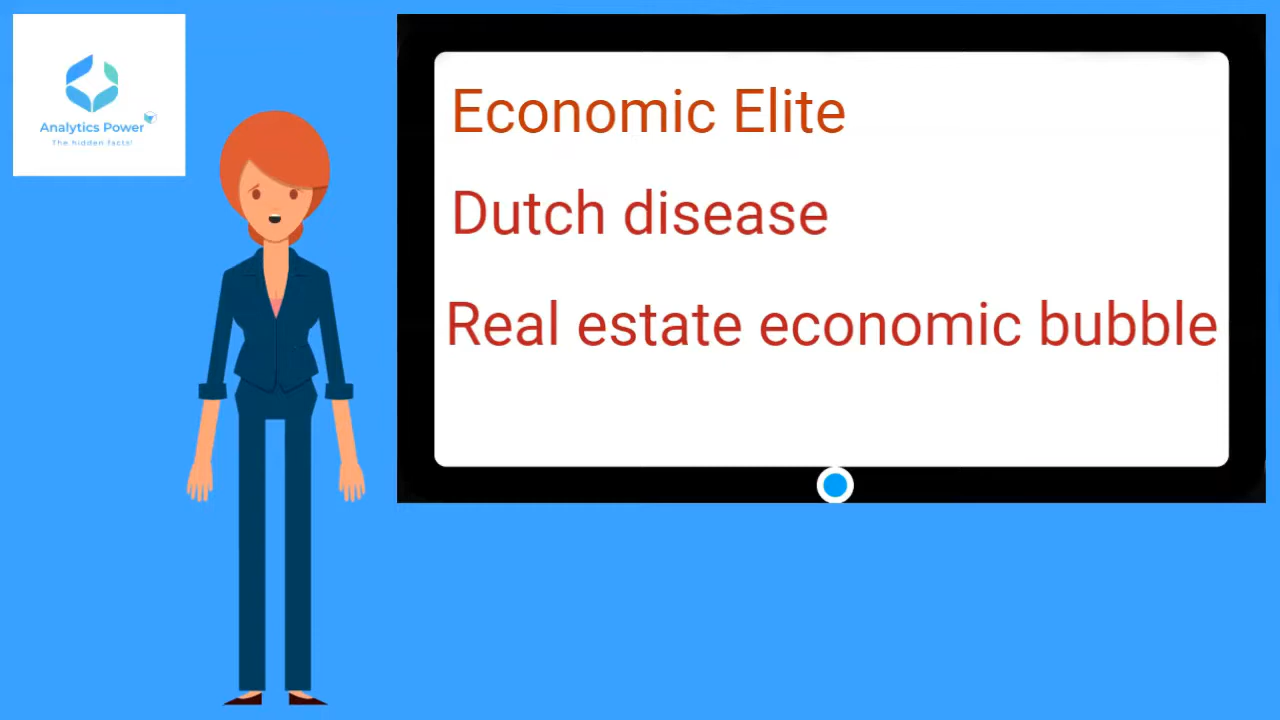 Analytics Power
The hidden facts!
Economic Elite
Dutch disease
Real estate economic bubble